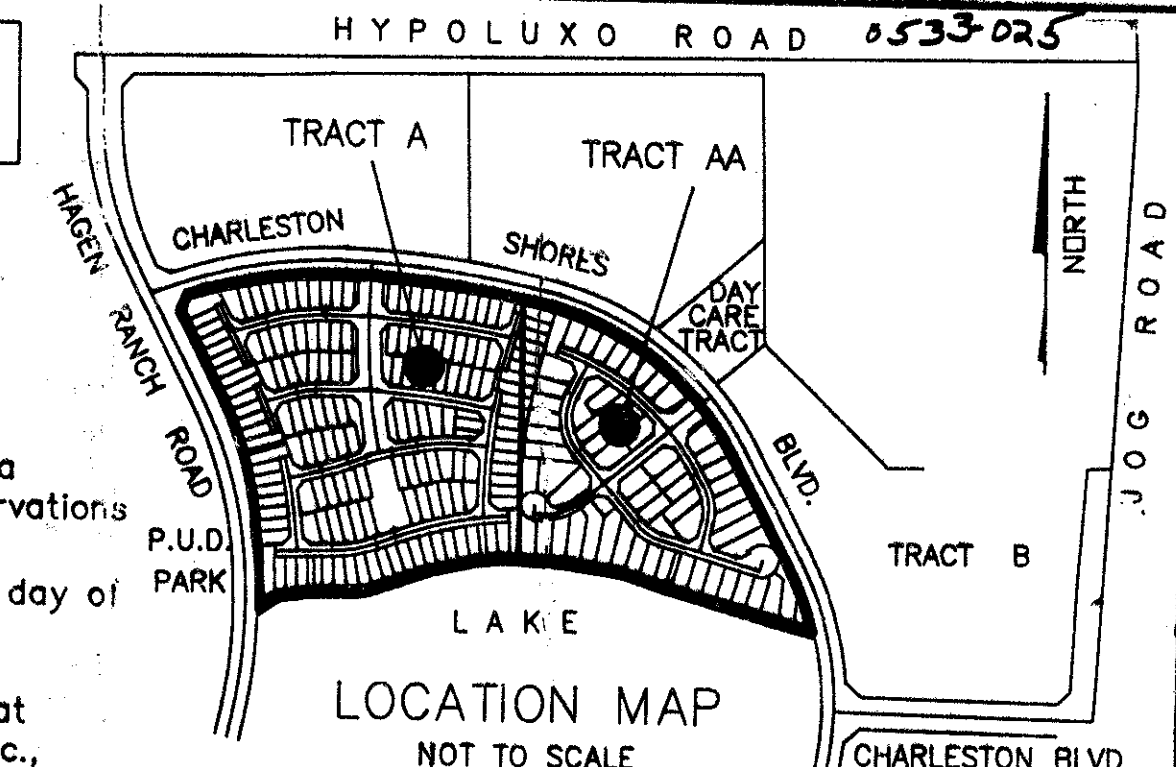 HYPOLUXO ROAD 0533-025
TRACT A
TRACT AA
NORTH
JOG ROAD
HAGEN RANCH ROAD
CHARLESTON SHORES BLVD.
DAY
CARE
TRACT
a
rvations
P.U.D.
PARK
day of
TRACT B
LAKE
at
c.,
LOCATION MAP
NOT TO SCALE
CHARLESTON BLVD